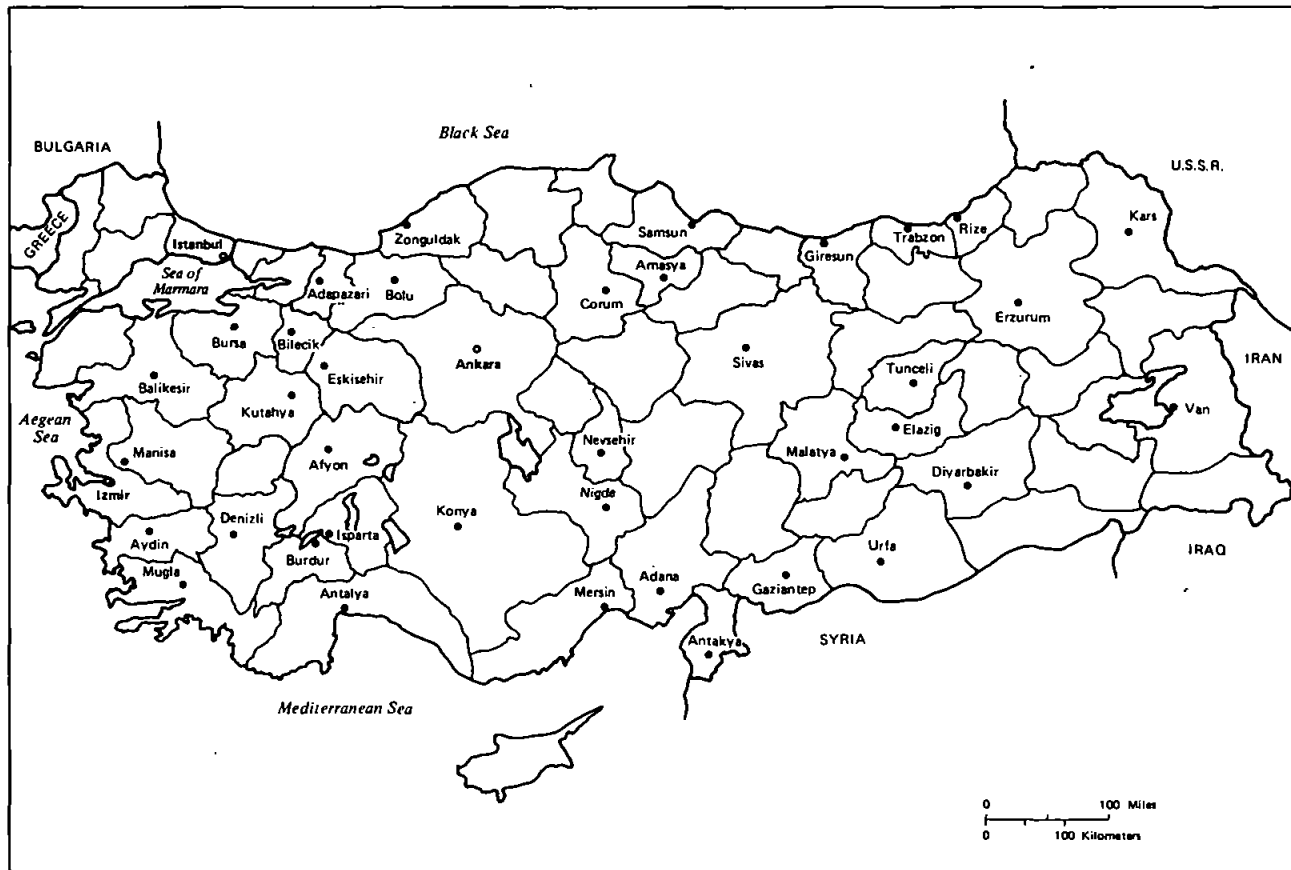 Black Sea
BULGARIA
U.S.S.R.
GREECE
Kars
Rize
Samsun
Trabzon
Zonguldak
Istanbul
Giresun
Amasya
Sea of
Marmara
Adapazari
Bolu
Corum
Erzurum
Bursa
Bilecik
Ankara
Sivas
IRAN
Tunceli
Eskisehir
Balikesir
Kutahya
Van
Aegean
Sea
Elazig
Nevsehir
Manisa
Afyon
Malatya
Diyarbakir
Izmir
Nigde
Konya
Denizli
Isparta
Aydin
Urfa
IRAQ
Burdur
Mugla
Adana
Gaziantep
Antalya
Mersin
SYRIA
Antakya
Mediterranean Sea
0 100 Miles
0 100 Kilometers